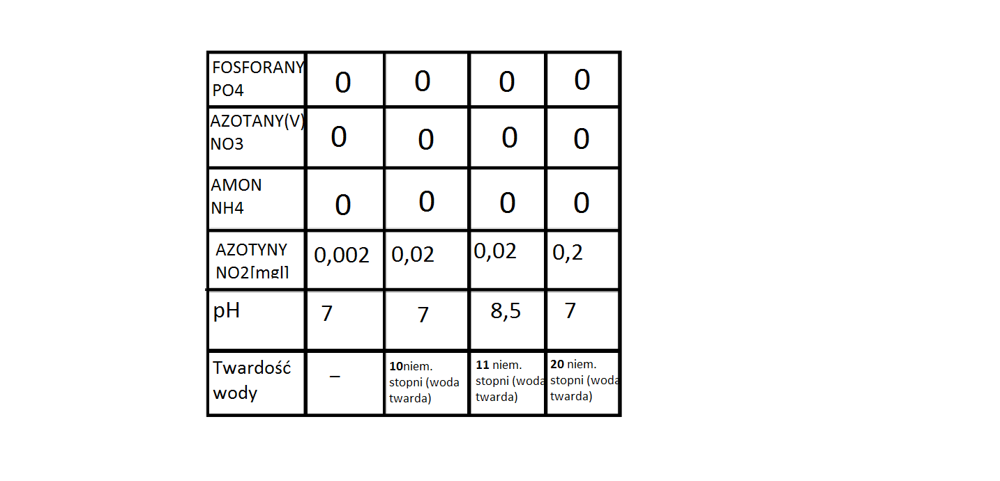 FOSFORANY
PO4
0 0 0 0
AZOTANY(V)
NO3
0 0 0 0
AMON
NH4
0 0 0 0
AZOTYNY
NO2[mgl]
0,002 0,02 0,02 0,2
pH 7 7 8,5 7
Twardość
wody
–
10niem.
stopni (woda
twarda)
11 niem.
stopni (woda
twarda)
20 niem.
stopni (woda
twarda)